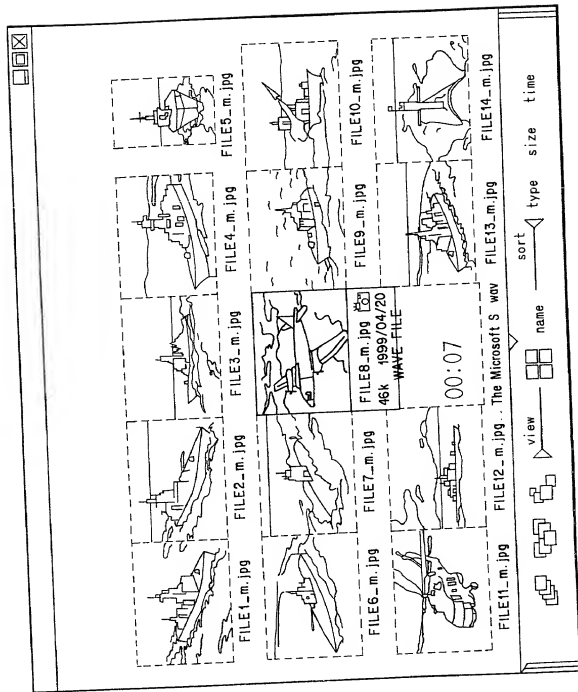 FILE1_m.jpg FILE2_m.jpg FILE3_m.jpg FILE4_m.jpg FILE5_m.jpg
FILE6_m.jpg FILE7_m.jpg FILE8_m.jpg FILE9_m.jpg FILE10_m.jpg
46k 1999/04/20
WAVE FILE
00:07
FILE11_m.jpg FILE12_m.jpg.. The Microsoft S wav FILE13_m.jpg FILE14_m.jpg
view name sort type size time